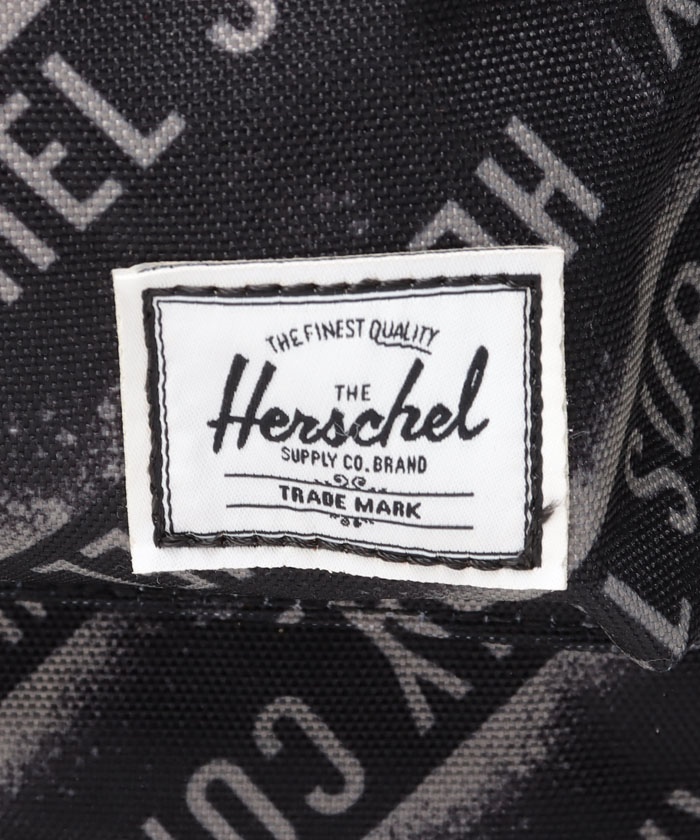 THE FINEST QUALITY
THE
Herschel
SUPPLY CO. BRAND
TRADE MARK